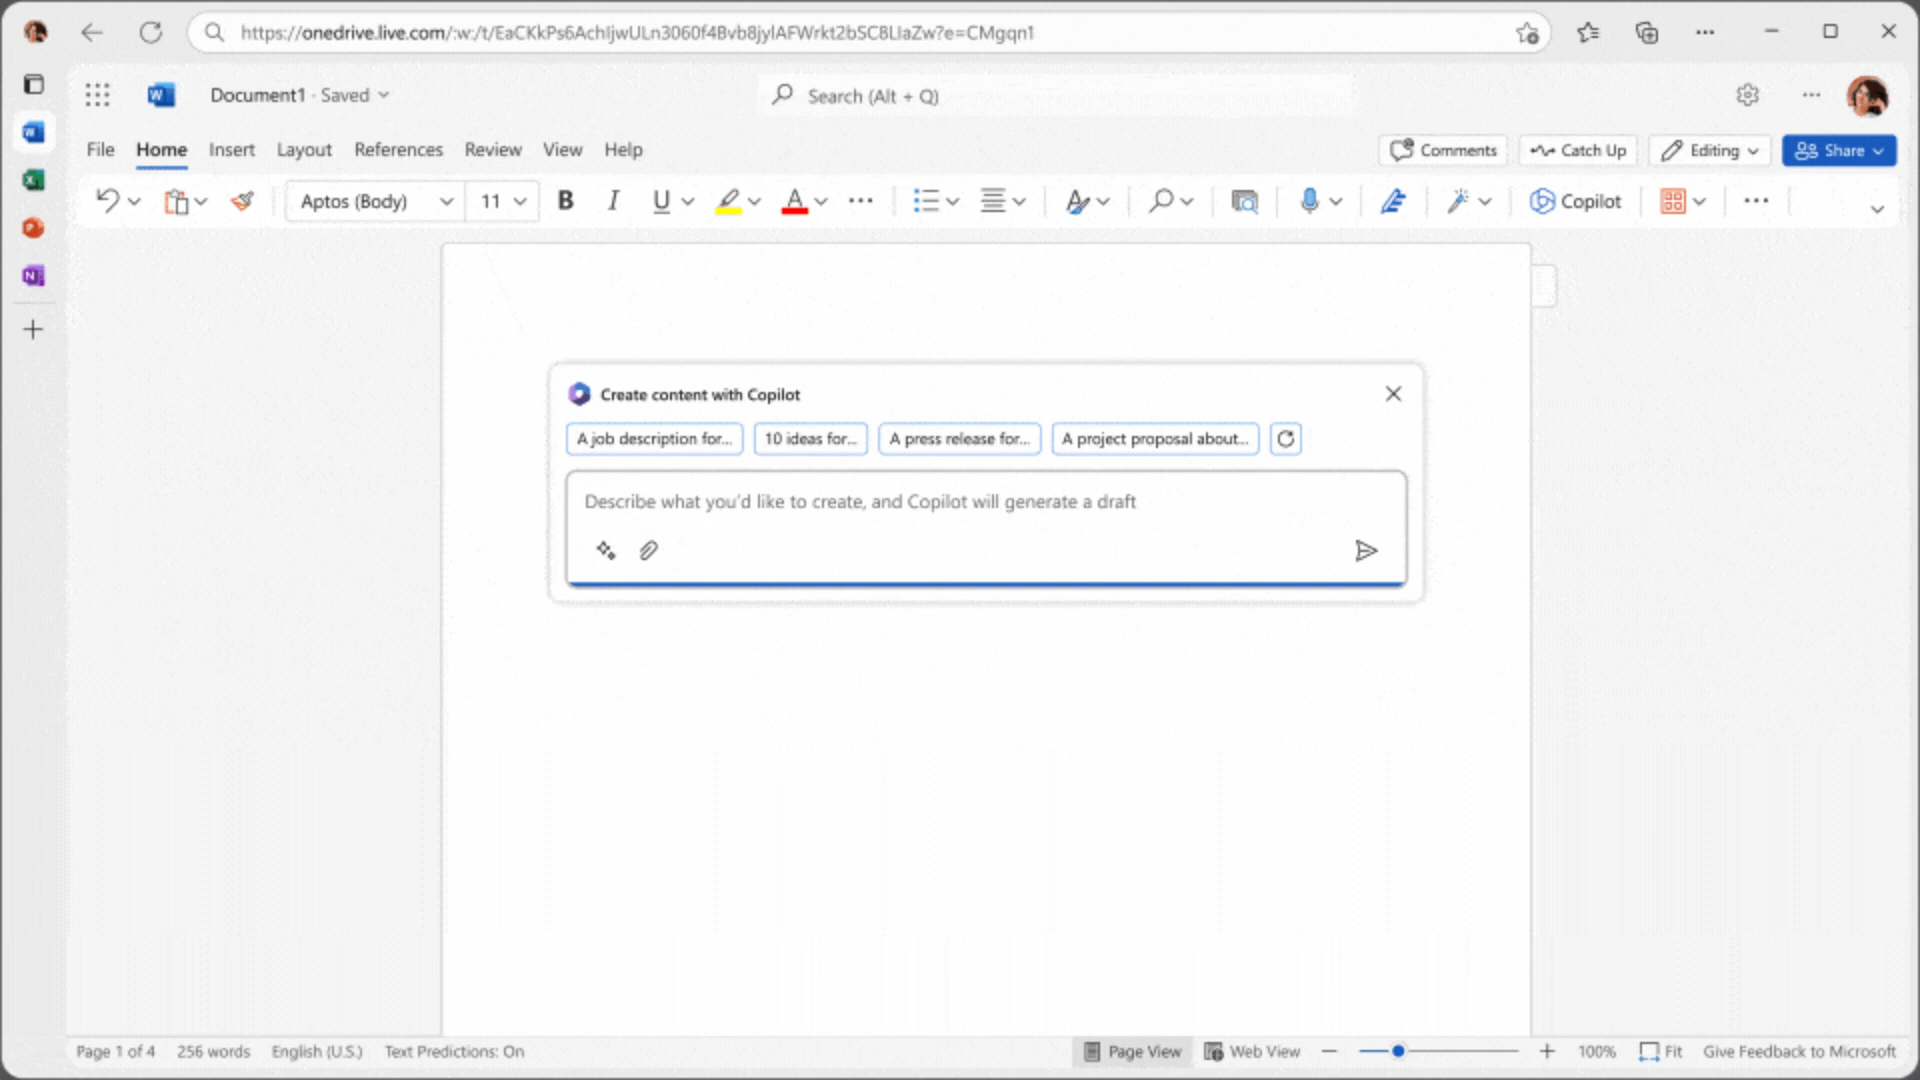 https://onedrive.live.com/:w:/t/EaCKkPs6AchIjwULn3060f4Bvb8jylAFWrkt2bSC8LIaZw?e=CMgqn1
W Document1 · Saved
Search (Alt + Q)
File Home Insert Layout References Review View Help
Comments Catch Up Editing Share
Aptos (Body) 11 B I U A A Copilot
Create content with Copilot
A job description for... 10 ideas for... A press release for... A project proposal about...
Describe what you'd like to create, and Copilot will generate a draft
Page 1 of 4 256 words English (U.S.) Text Predictions: On Page View Web View 100% Fit Give Feedback to Microsoft